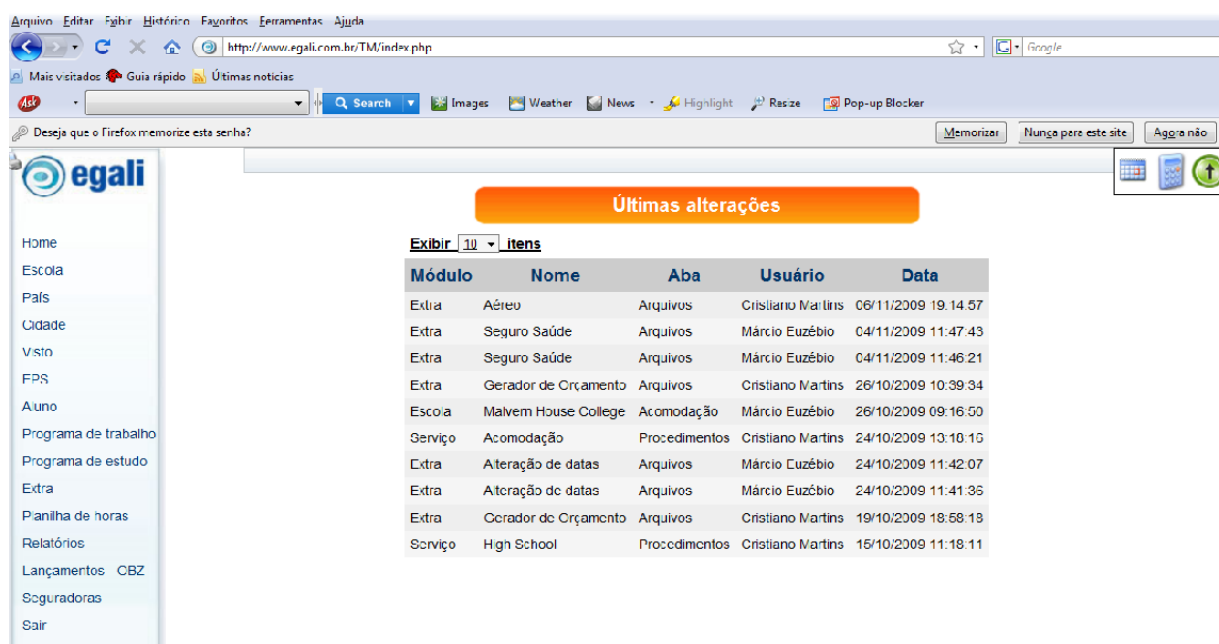 Arquivo Editar Exibir Histórico Favoritos Ferramentas Ajuda
http://www.egali.com.br/TM/index.php
Google
Mais visitados Guia rápido Últimas notícias
Ask Search Images Weather News Highlight Resize Pop-up Blocker
Deseja que o Firefox memorize esta senha? Memorizar Nunca para este site Agora não
egali
Últimas alterações
Home
Escola
País
Cidade
Visto
EPS
Aluno
Programa de trabalho
Programa de estudo
Extra
Planilha de horas
Relatórios
Lançamentos OBZ
Seguradoras
Sair
Exibir 10 itens
Módulo Nome Aba Usuário Data
Extra Aéreo Arquivos Cristiano Martins 06/11/2009 19:14:57
Extra Seguro Saúde Arquivos Márcio Euzébio 04/11/2009 11:47:43
Extra Seguro Saúde Arquivos Márcio Euzébio 04/11/2009 11:46:21
Extra Gerador de Orçamento Arquivos Cristiano Martins 26/10/2009 10:39:34
Escola Malvern House College Acomodação Márcio Euzébio 26/10/2009 09:16:50
Serviço Acomodação Procedimentos Cristiano Martins 24/10/2009 13:18:16
Extra Alteração de datas Arquivos Márcio Euzébio 24/10/2009 11:42:07
Extra Alteração de datas Arquivos Márcio Euzébio 24/10/2009 11:41:36
Extra Gerador de Orçamento Arquivos Cristiano Martins 19/10/2009 18:58:18
Serviço High School Procedimentos Cristiano Martins 15/10/2009 11:18:11